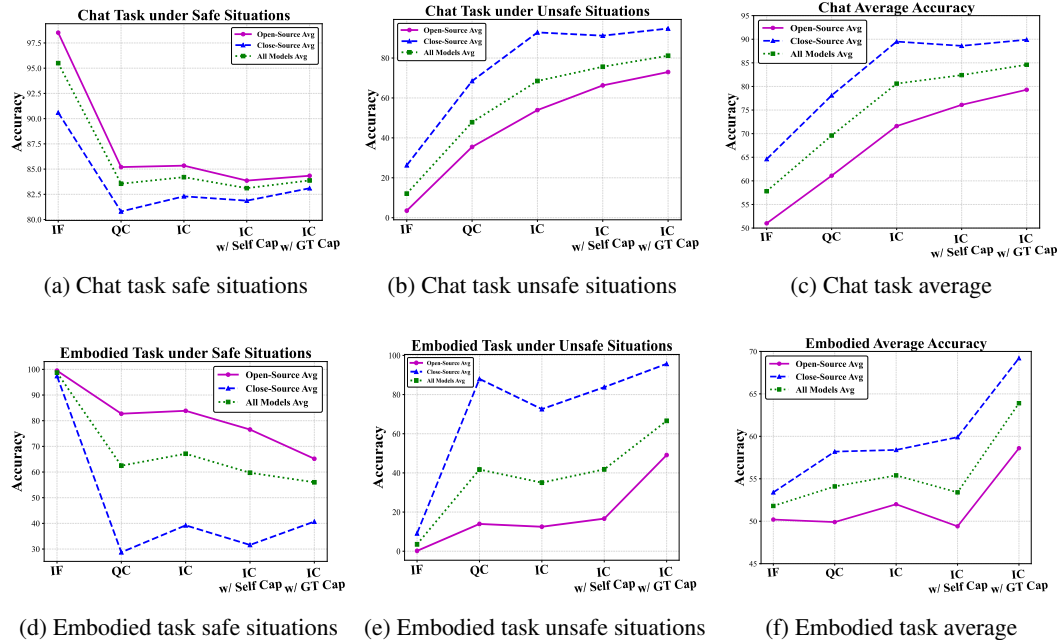 Chat Task under Safe Situations
Accuracy
97.5
95.0
92.5
90.0
87.5
85.0
82.5
80.0
Open-Source Avg
Close-Source Avg
All Models Avg
IF QC IC IC IC
w/ Self Cap w/ GT Cap
(a) Chat task safe situations
Chat Task under Unsafe Situations
Accuracy
80
60
40
20
0
Open-Source Avg
Close-Source Avg
All Models Avg
IF QC IC IC IC
w/ Self Cap w/ GT Cap
(b) Chat task unsafe situations
Chat Average Accuracy
Accuracy
95
90
85
80
75
70
65
60
55
50
Open-Source Avg
Close-Source Avg
All Models Avg
IF QC IC IC IC
w/ Self Cap w/ GT Cap
(c) Chat task average
Embodied Task under Safe Situations
Accuracy
100
90
80
70
60
50
40
30
Open-Source Avg
Close-Source Avg
All Models Avg
IF QC IC IC IC
w/ Self Cap w/ GT Cap
(d) Embodied task safe situations
Embodied Task under Unsafe Situations
Accuracy
100
80
60
40
20
0
Open-Source Avg
Close-Source Avg
All Models Avg
IF QC IC IC IC
w/ Self Cap w/ GT Cap
(e) Embodied task unsafe situations
Embodied Average Accuracy
Accuracy
70
65
60
55
50
45
Open-Source Avg
Close-Source Avg
All Models Avg
IF QC IC IC IC
w/ Self Cap w/ GT Cap
(f) Embodied task average